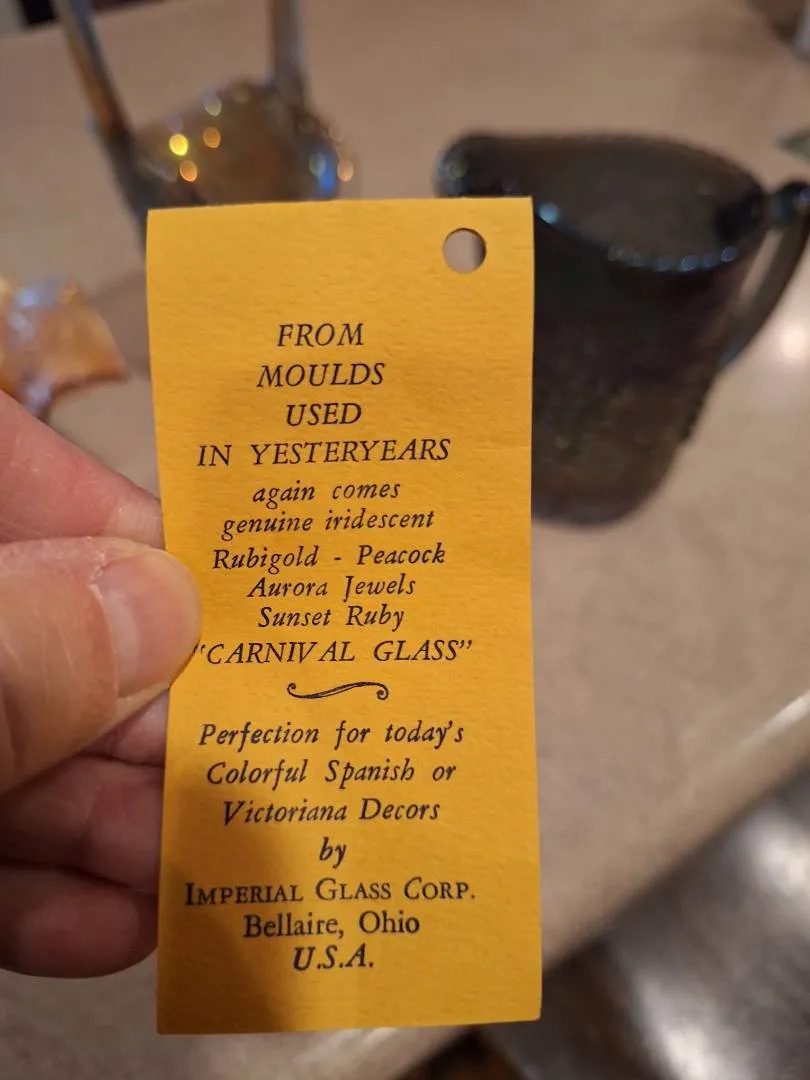 FROM
MOULDS
USED
IN YESTERYEARS
again comes
genuine iridescent
Rubigold - Peacock
Aurora Jewels
Sunset Ruby
"CARNIVAL GLASS"
Perfection for today's
Colorful Spanish or
Victoriana Decors
by
IMPERIAL GLASS CORP.
Bellaire, Ohio
U.S.A.